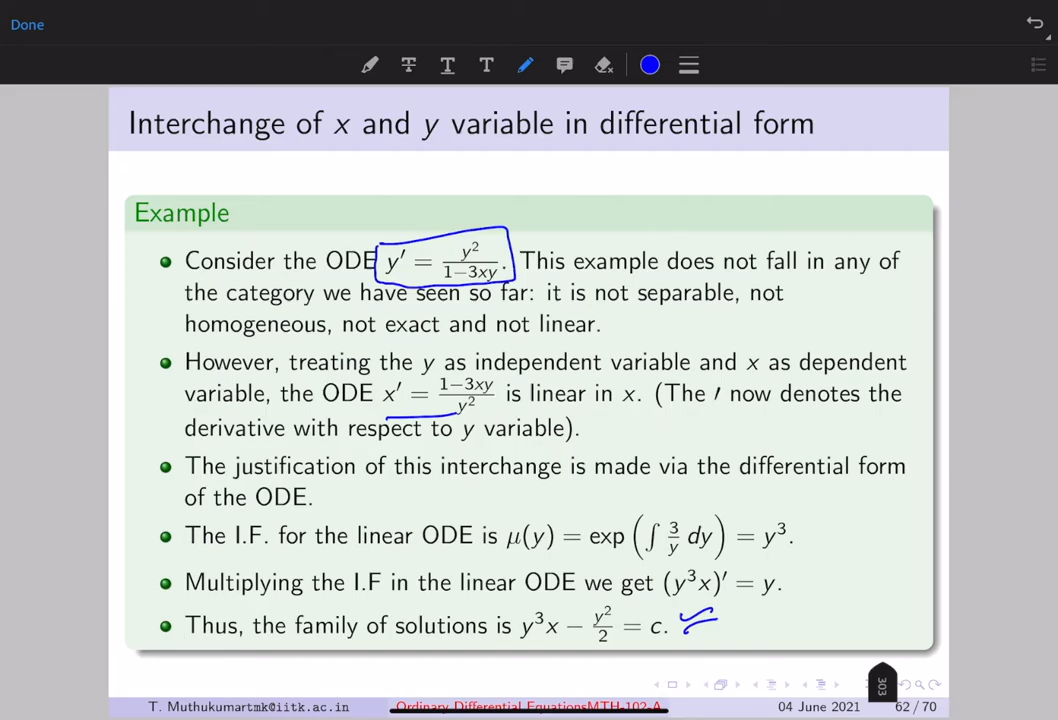 Done
Interchange of x and y variable in differential form
Example
Consider the ODE y′ = y²/(1−3xy). This example does not fall in any of
the category we have seen so far: it is not separable, not
homogeneous, not exact and not linear.
However, treating the y as independent variable and x as dependent
variable, the ODE x′ = (1−3xy)/y² is linear in x. (The ′ now denotes the
derivative with respect to y variable).
The justification of this interchange is made via the differential form
of the ODE.
The I.F. for the linear ODE is μ(y) = exp(∫ 3/y dy) = y³.
Multiplying the I.F in the linear ODE we get (y³x)′ = y.
Thus, the family of solutions is y³x − y²/2 = c.
303
T. Muthukumartmk@iitk.ac.in Ordinary Differential EquationsMTH-102-A 04 June 2021 62 / 70